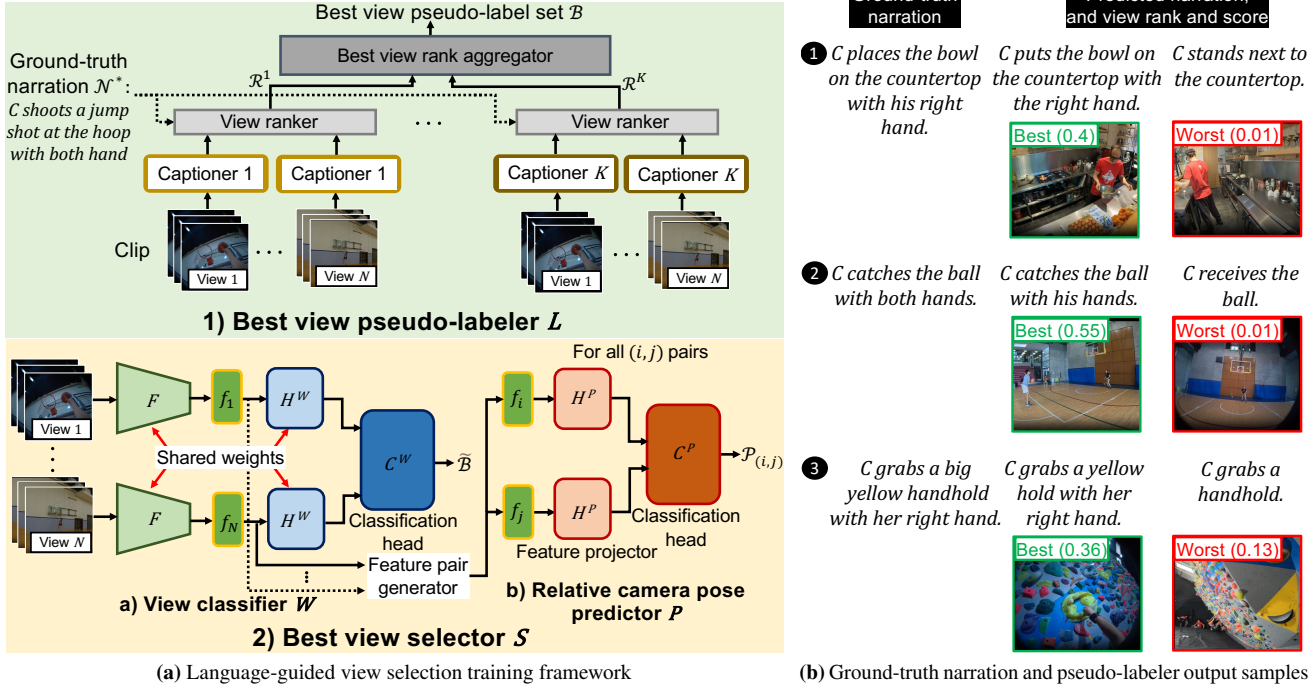 Best view pseudo-label set ℬ
Best view rank aggregator
Ground-truth
narration 𝒩*:
C shoots a jump
shot at the hoop
with both hand
ℛ¹
ℛᴷ
View ranker
. . .
View ranker
Captioner 1
Captioner 1
Captioner K
Captioner K
Clip
View 1
. . .
View N
View 1
. . .
View N
1) Best view pseudo-labeler L
View 1
F
f₁
Hᵂ
Shared weights
View N
F
f_N
Hᵂ
Cᵂ
ℬ̃
Classification
head
Feature pair
generator
a) View classifier W
For all (i, j) pairs
f_i
Hᴾ
f_j
Hᴾ
Cᴾ
𝒫(i,j)
Feature projector
Classification
head
b) Relative camera pose
predictor P
2) Best view selector S
(a) Language-guided view selection training framework
Ground-truth
narration
Predicted narration,
and view rank and score
1
C places the bowl
on the countertop
with his right
hand.
C puts the bowl on
the countertop with
the right hand.
C stands next to
the countertop.
Best (0.4)
Worst (0.01)
2
C catches the ball
with both hands.
C catches the ball
with his hands.
C receives the
ball.
Best (0.55)
Worst (0.01)
3
C grabs a big
yellow handhold
with her right hand.
C grabs a yellow
hold with her
right hand.
C grabs a
handhold.
Best (0.36)
Worst (0.13)
(b) Ground-truth narration and pseudo-labeler output samples